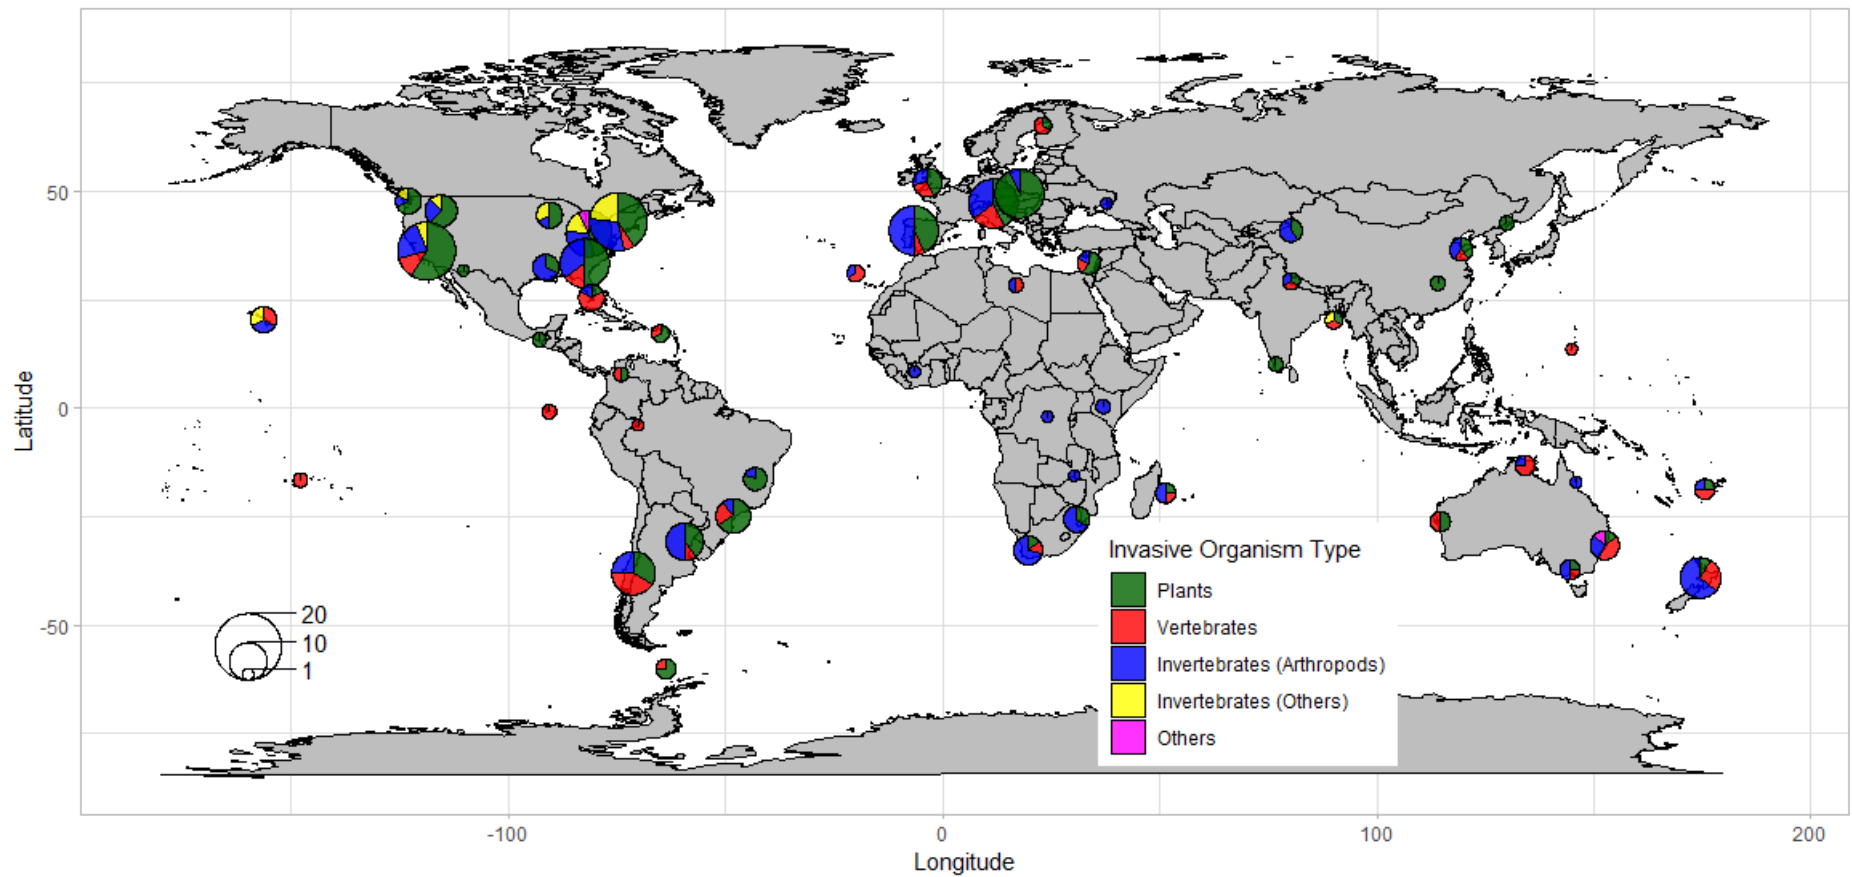 50
0
-50
Latitude
20
10
1
Invasive Organism Type
Plants
Vertebrates
Invertebrates (Arthropods)
Invertebrates (Others)
Others
-100
0
100
200
Longitude